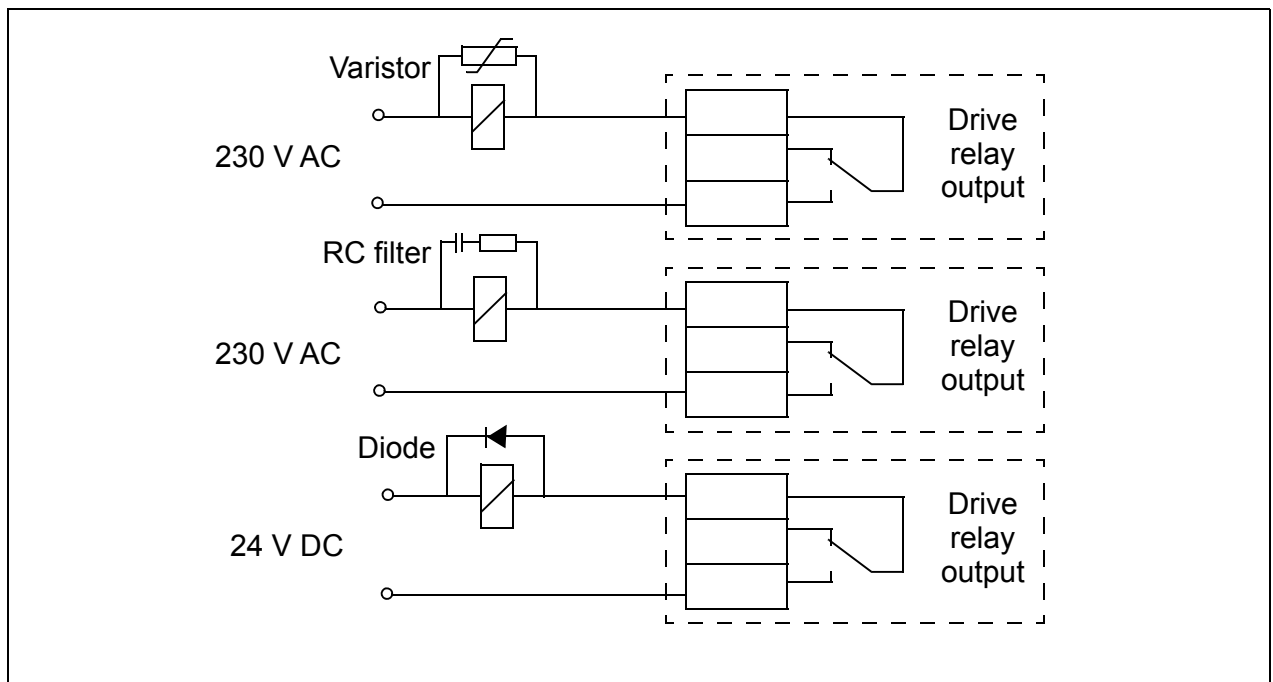 Varistor
230 V AC
Drive
relay
output
RC filter
230 V AC
Drive
relay
output
Diode
24 V DC
Drive
relay
output